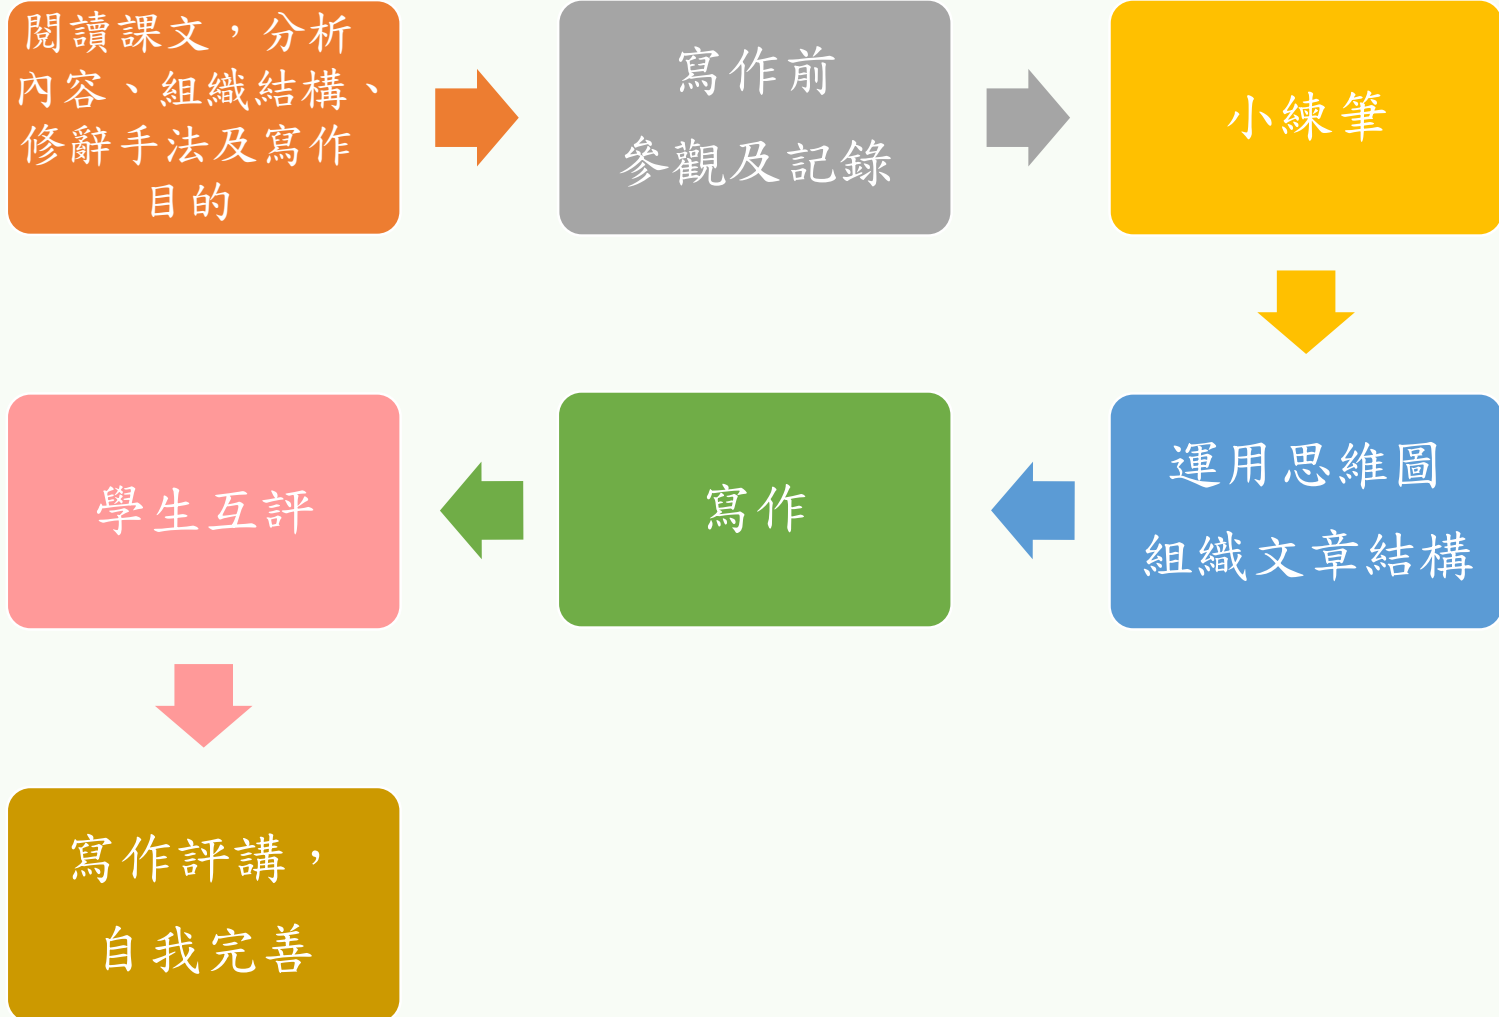 閱讀課文，分析
內容、組織結構、
修辭手法及寫作
目的
寫作前
參觀及記錄
小練筆
運用思維圖
組織文章結構
寫作
學生互評
寫作評講，
自我完善